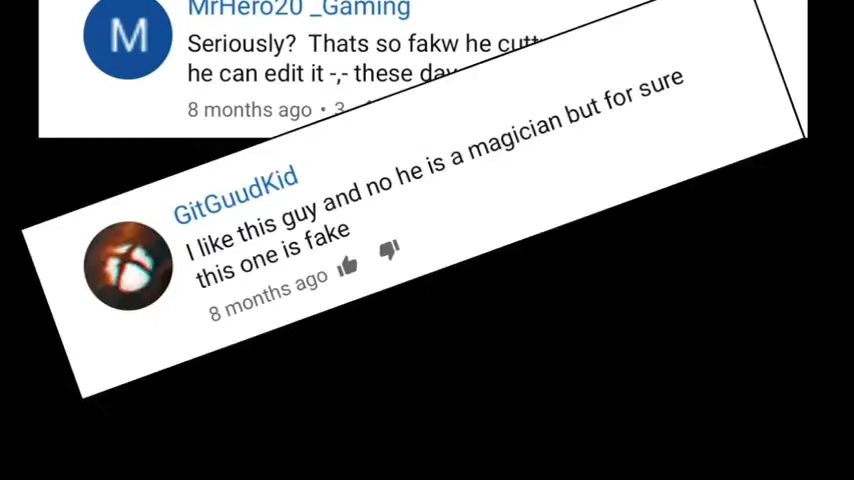 MrHero20 _Gaming
Seriously?  Thats so fakw he
he can edit it -,- these
8 months ago • 3
GitGuudKid
I like this guy and no he is a magician but for sure
this one is fake
8 months ago
M